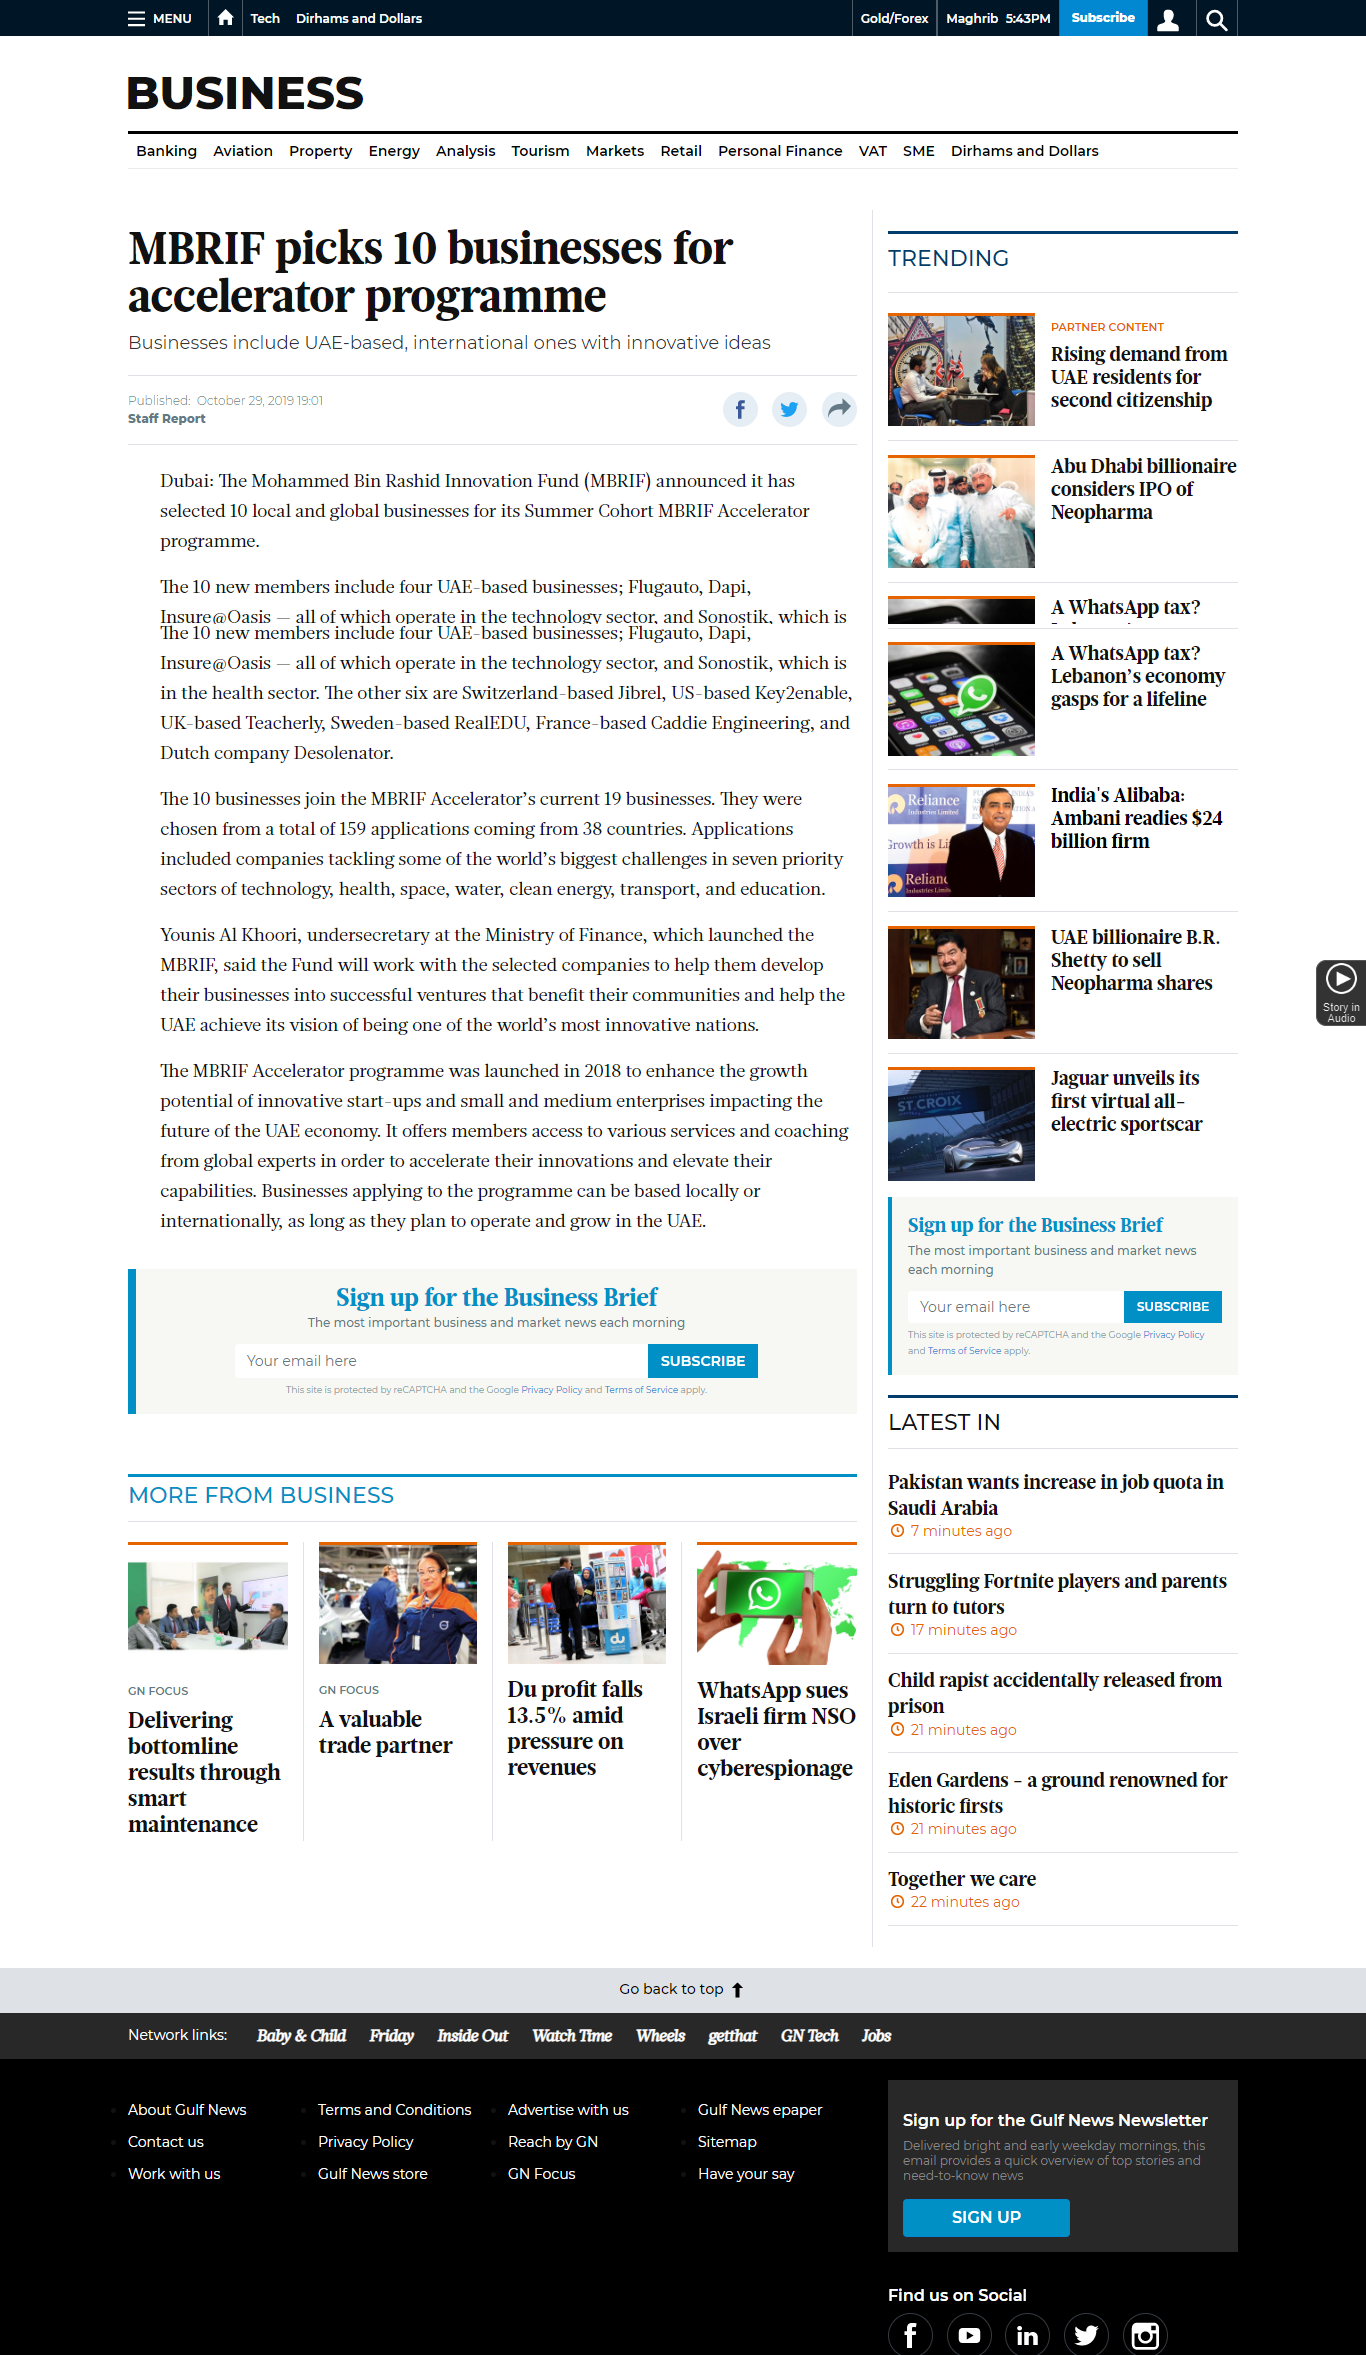 MENU
Tech
Dirhams and Dollars
Gold/Forex
Maghrib 5:43PM
Subscribe
BUSINESS
Banking Aviation Property Energy Analysis Tourism Markets Retail Personal Finance VAT SME Dirhams and Dollars
MBRIF picks 10 businesses for
accelerator programme
Businesses include UAE-based, international ones with innovative ideas
Published: October 29, 2019 19:01
Staff Report
Dubai: The Mohammed Bin Rashid Innovation Fund (MBRIF) announced it has
selected 10 local and global businesses for its Summer Cohort MBRIF Accelerator
programme.
The 10 new members include four UAE-based businesses; Flugauto, Dapi,
Insure@Oasis — all of which operate in the technology sector, and Sonostik, which is
The 10 new members include four UAE-based businesses; Flugauto, Dapi,
Insure@Oasis — all of which operate in the technology sector, and Sonostik, which is
in the health sector. The other six are Switzerland-based Jibrel, US-based Key2enable,
UK-based Teacherly, Sweden-based RealEDU, France-based Caddie Engineering, and
Dutch company Desolenator.
The 10 businesses join the MBRIF Accelerator’s current 19 businesses. They were
chosen from a total of 159 applications coming from 38 countries. Applications
included companies tackling some of the world’s biggest challenges in seven priority
sectors of technology, health, space, water, clean energy, transport, and education.
Younis Al Khoori, undersecretary at the Ministry of Finance, which launched the
MBRIF, said the Fund will work with the selected companies to help them develop
their businesses into successful ventures that benefit their communities and help the
UAE achieve its vision of being one of the world’s most innovative nations.
The MBRIF Accelerator programme was launched in 2018 to enhance the growth
potential of innovative start-ups and small and medium enterprises impacting the
future of the UAE economy. It offers members access to various services and coaching
from global experts in order to accelerate their innovations and elevate their
capabilities. Businesses applying to the programme can be based locally or
internationally, as long as they plan to operate and grow in the UAE.
Sign up for the Business Brief
The most important business and market news each morning
Your email here
SUBSCRIBE
This site is protected by reCAPTCHA and the Google Privacy Policy and Terms of Service apply.
MORE FROM BUSINESS
GN FOCUS
Delivering
bottomline
results through
smart
maintenance
GN FOCUS
A valuable
trade partner
du
Du profit falls
13.5% amid
pressure on
revenues
WhatsApp sues
Israeli firm NSO
over
cyberespionage
TRENDING
PARTNER CONTENT
Rising demand from
UAE residents for
second citizenship
Abu Dhabi billionaire
considers IPO of
Neopharma
A WhatsApp tax?
A WhatsApp tax?
Lebanon’s economy
gasps for a lifeline
Reliance
Industries Limited
Growth is Li
Relianc
Industries Limit
India's Alibaba:
Ambani readies $24
billion firm
UAE billionaire B.R.
Shetty to sell
Neopharma shares
ST.CROIX
Jaguar unveils its
first virtual all-
electric sportscar
Story in
Audio
Sign up for the Business Brief
The most important business and market news
each morning
Your email here
SUBSCRIBE
This site is protected by reCAPTCHA and the Google Privacy Policy
and Terms of Service apply.
LATEST IN
Pakistan wants increase in job quota in
Saudi Arabia
7 minutes ago
Struggling Fortnite players and parents
turn to tutors
17 minutes ago
Child rapist accidentally released from
prison
21 minutes ago
Eden Gardens - a ground renowned for
historic firsts
21 minutes ago
Together we care
22 minutes ago
Go back to top
Network links: Baby & Child Friday Inside Out Watch Time Wheels getthat GN Tech Jobs
About Gulf News
Contact us
Work with us
Terms and Conditions
Privacy Policy
Gulf News store
Advertise with us
Reach by GN
GN Focus
Gulf News epaper
Sitemap
Have your say
Sign up for the Gulf News Newsletter
Delivered bright and early weekday mornings, this
email provides a quick overview of top stories and
need-to-know news
SIGN UP
Find us on Social